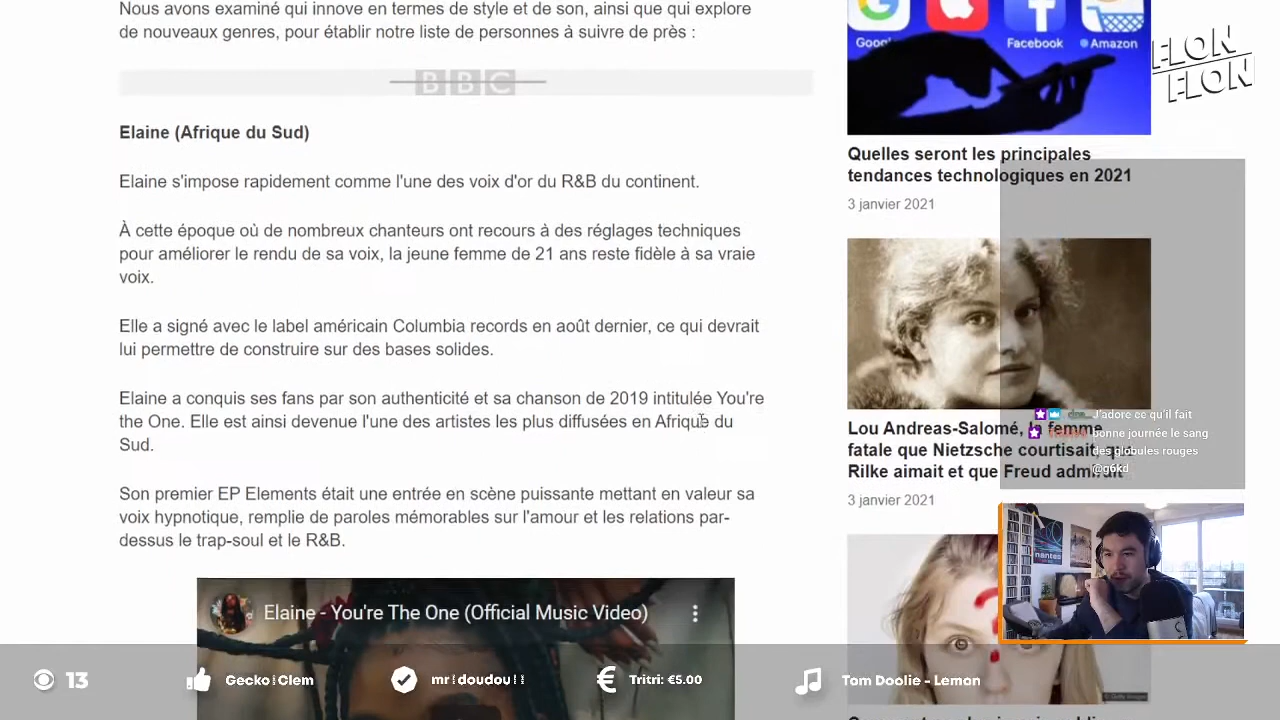 Nous avons examiné qui innove en termes de style et de son, ainsi que qui explore
de nouveaux genres, pour établir notre liste de personnes à suivre de près :
BBC
Elaine (Afrique du Sud)
Elaine s'impose rapidement comme l'une des voix d'or du R&B du continent.
À cette époque où de nombreux chanteurs ont recours à des réglages techniques
pour améliorer le rendu de sa voix, la jeune femme de 21 ans reste fidèle à sa vraie
voix.
Elle a signé avec le label américain Columbia records en août dernier, ce qui devrait
lui permettre de construire sur des bases solides.
Elaine a conquis ses fans par son authenticité et sa chanson de 2019 intitulée You're
the One. Elle est ainsi devenue l'une des artistes les plus diffusées en Afrique du
Sud.
Son premier EP Elements était une entrée en scène puissante mettant en valeur sa
voix hypnotique, remplie de paroles mémorables sur l'amour et les relations par-
dessus le trap-soul et le R&B.
Elaine - You're The One (Official Music Video)
Facebook
Amazon
FLON
FLON
Quelles seront les principales
tendances technologiques en 2021
3 janvier 2021
Lou Andreas-Salomé, la femme
fatale que Nietzsche courtisait, que
Rilke aimait et que Freud admirait
3 janvier 2021
J'adore ce qu'il fait
bonne journée le sang
des globules rouges
@g6kd
nantes
13
Gecko!Clem
mr!doudou!!
Tritri: €5.00
Tom Doolie - Lemon